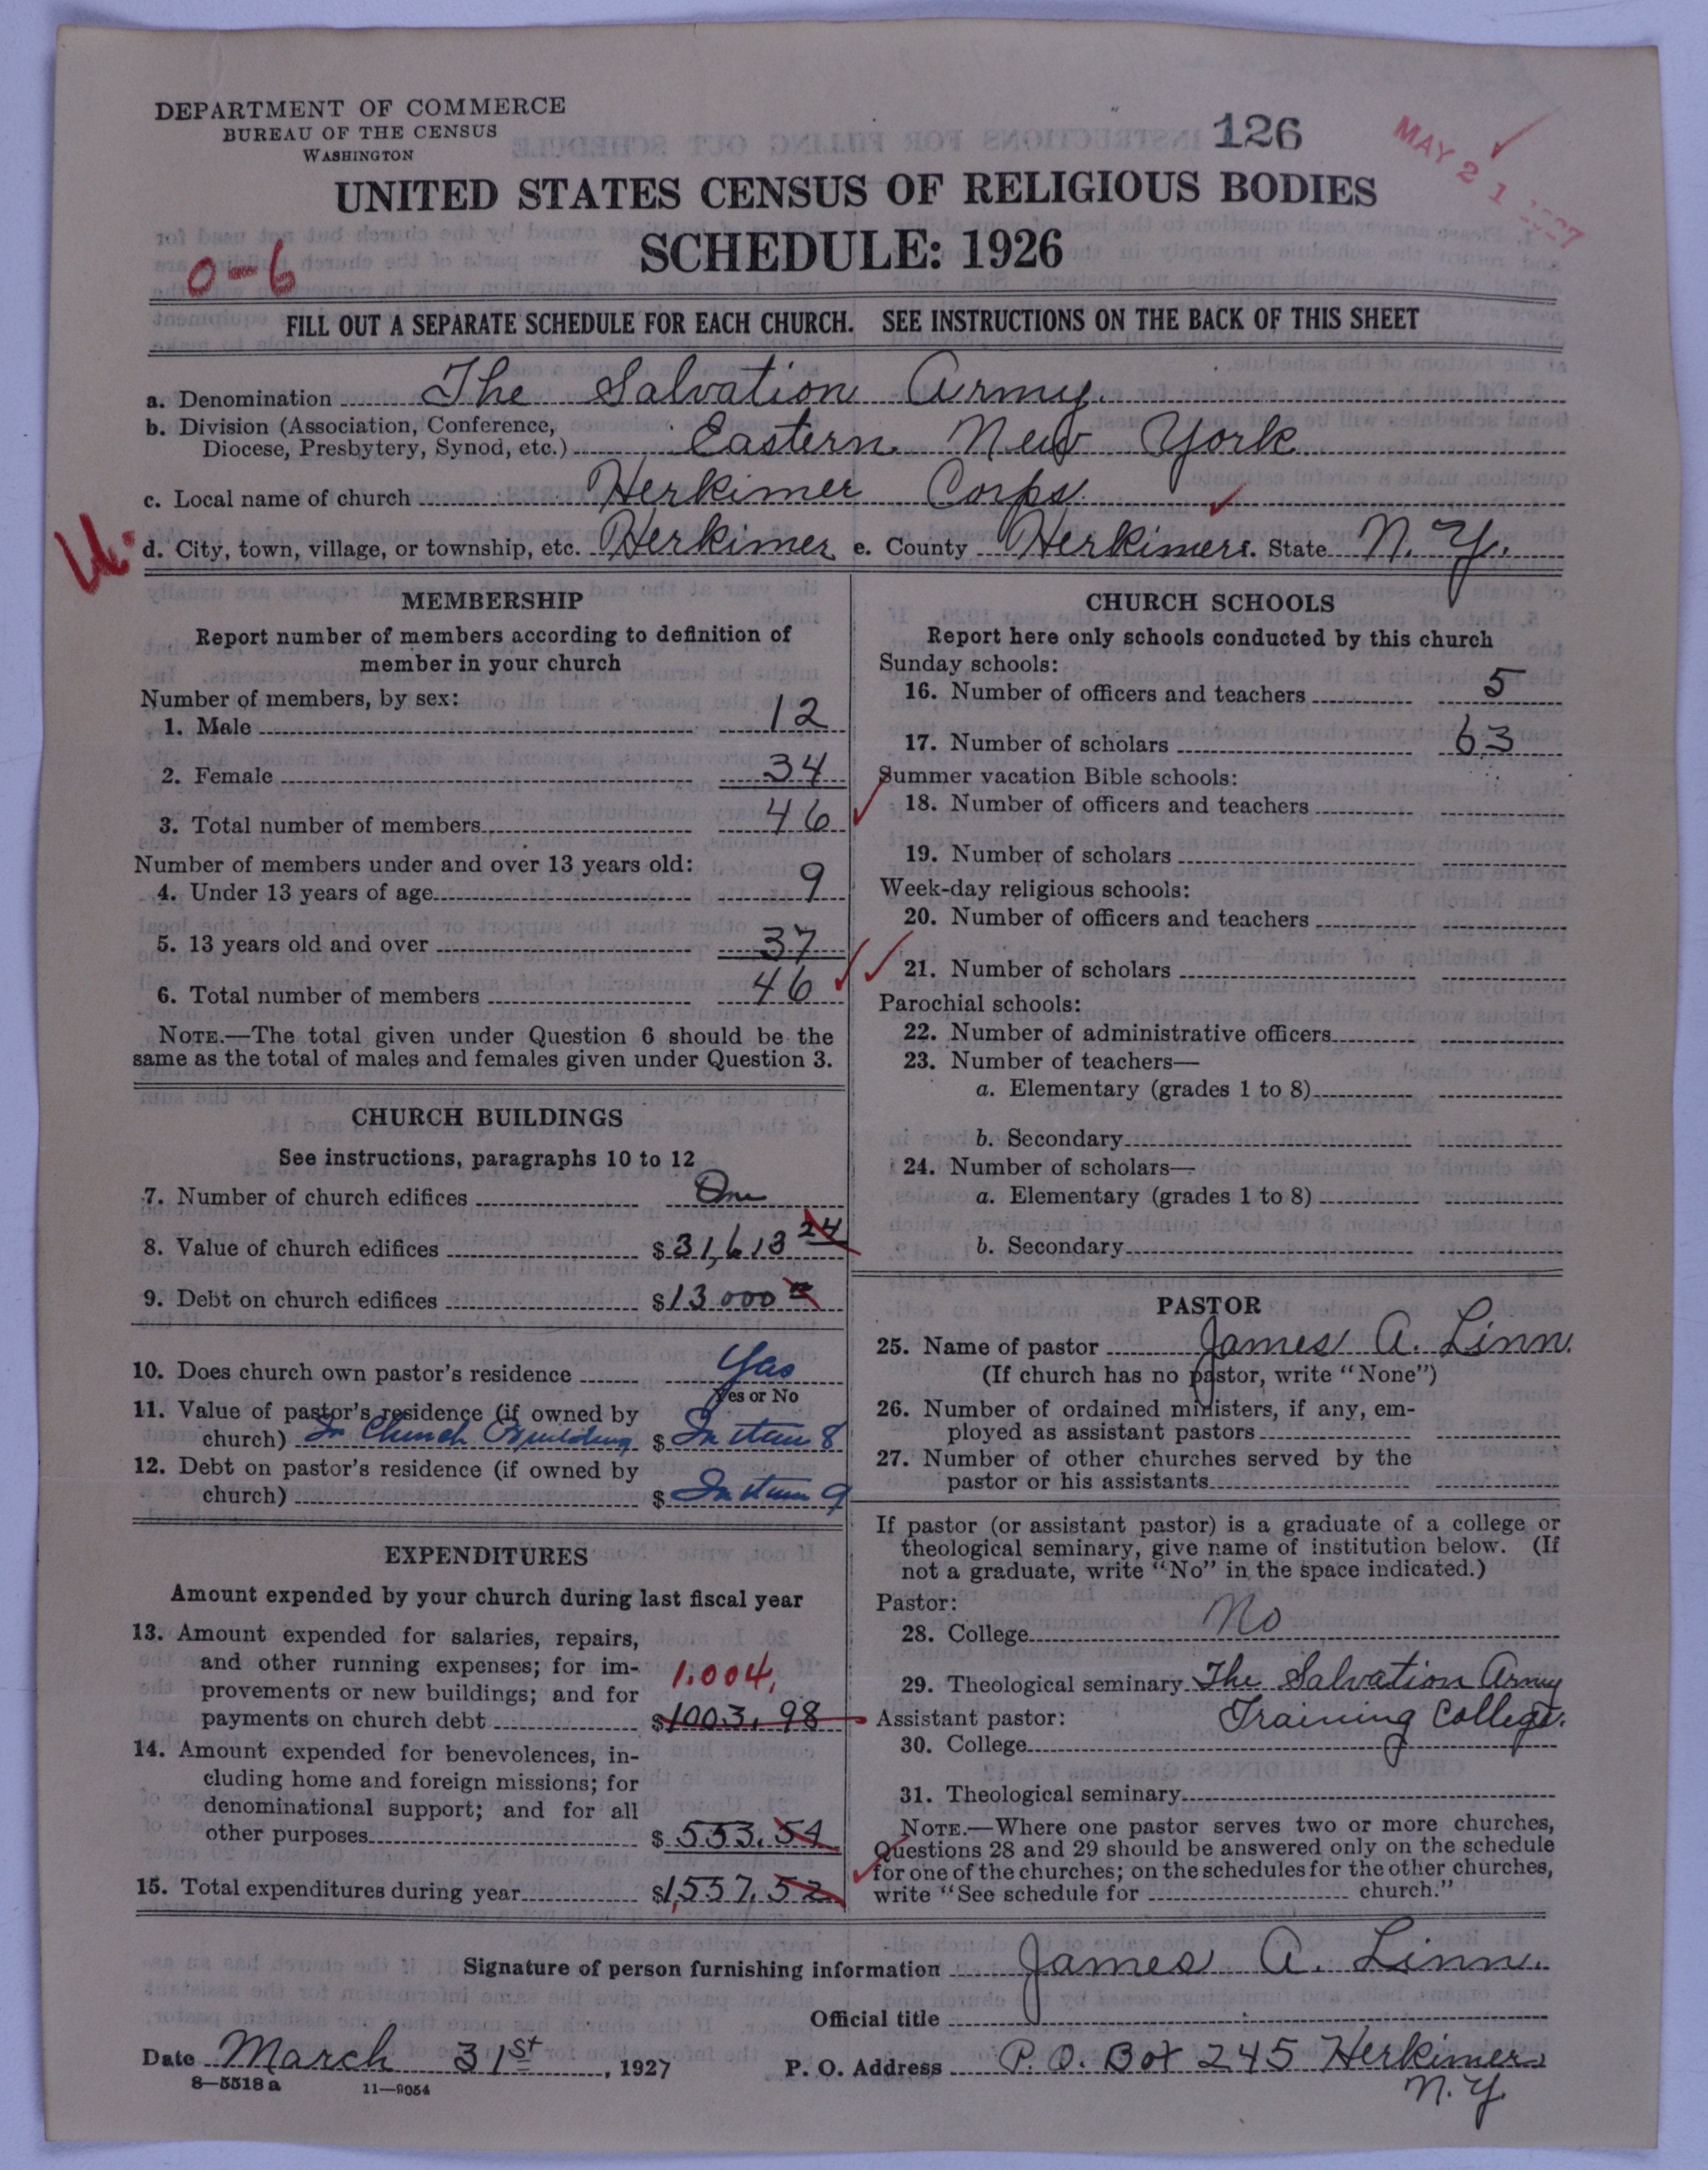 DEPARTMENT OF COMMERCE
BUREAU OF THE CENSUS
WASHINGTON
126
MAY 21 1927
UNITED STATES CENSUS OF RELIGIOUS BODIES
SCHEDULE: 1926
0-6
FILL OUT A SEPARATE SCHEDULE FOR EACH CHURCH. SEE INSTRUCTIONS ON THE BACK OF THIS SHEET
a. Denomination The Salvation Army.
b. Division (Association, Conference,
Diocese, Presbytery, Synod, etc.) Eastern New York
c. Local name of church Herkimer Corps.
U. d. City, town, village, or township, etc. Herkimer e. County Herkimer. State N. Y.
MEMBERSHIP
Report number of members according to definition of
member in your church
Number of members, by sex:
1. Male 12
2. Female 34
3. Total number of members 46
Number of members under and over 13 years old:
4. Under 13 years of age 9
5. 13 years old and over 37
6. Total number of members 46
NOTE.—The total given under Question 6 should be the
same as the total of males and females given under Question 3.
CHURCH BUILDINGS
See instructions, paragraphs 10 to 12
7. Number of church edifices One
8. Value of church edifices $31,613 24
9. Debt on church edifices $13 000
10. Does church own pastor's residence Yes
Yes or No
11. Value of pastor's residence (if owned by
church) In Church Building $ In item 8
12. Debt on pastor's residence (if owned by
church) $ In item 9
EXPENDITURES
Amount expended by your church during last fiscal year
13. Amount expended for salaries, repairs,
and other running expenses; for im-
provements or new buildings; and for
1.004.
payments on church debt $1003.98
14. Amount expended for benevolences, in-
cluding home and foreign missions; for
denominational support; and for all
other purposes $ 553.54
15. Total expenditures during year $1,557.52
CHURCH SCHOOLS
Report here only schools conducted by this church
Sunday schools:
16. Number of officers and teachers 5
17. Number of scholars 63
Summer vacation Bible schools:
18. Number of officers and teachers
19. Number of scholars
Week-day religious schools:
20. Number of officers and teachers
21. Number of scholars
Parochial schools:
22. Number of administrative officers
23. Number of teachers—
a. Elementary (grades 1 to 8)
b. Secondary
24. Number of scholars—
a. Elementary (grades 1 to 8)
b. Secondary
PASTOR
25. Name of pastor James A. Linn.
(If church has no pastor, write "None")
26. Number of ordained ministers, if any, em-
ployed as assistant pastors
27. Number of other churches served by the
pastor or his assistants
If pastor (or assistant pastor) is a graduate of a college or
theological seminary, give name of institution below. (If
not a graduate, write "No" in the space indicated.)
Pastor:
28. College No
29. Theological seminary The Salvation Army
Assistant pastor: Training College.
30. College
31. Theological seminary
NOTE.—Where one pastor serves two or more churches,
Questions 28 and 29 should be answered only on the schedule
for one of the churches; on the schedules for the other churches,
write "See schedule for church."
Signature of person furnishing information James A. Linn.
Official title
Date March 31st, 1927 P. O. Address P. O. Box 245 Herkimer
N. Y.
8—5518 a 11—9054